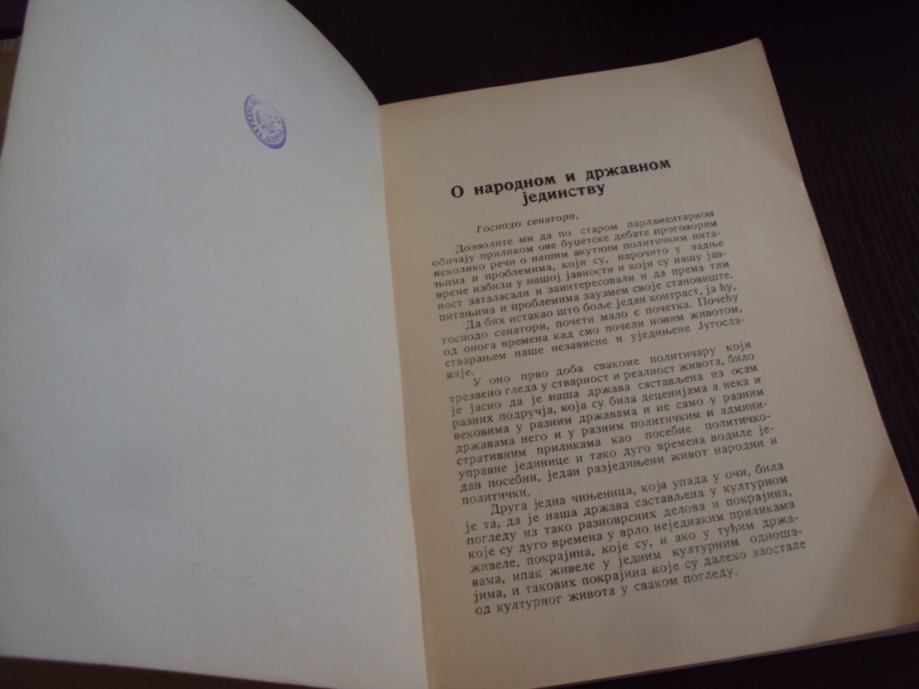 О народном и државном
јединству
Господо сенатори,
Дозволите ми да по старом парламентарном
обичају приликом ове буџетске дебате проговорим
неколико речи о нашим акутним политичким пита-
њима и проблемима, који су, нарочито у задње
време избили у нашој јавности и који су нашу јав-
ност заталасали и заинтересовали и да према тим
питањима и проблемима заузмем своје становиште.
Да бих истакао што боље један контраст, ја ћу,
господо сенатори, почети мало с почетка. Почећу
од онога времена кад смо почели новим животом,
стварањем наше независне и уједињене Југосла-
вије.
У оно прво доба свакоме политичару који
трезвено гледа у стварност и реалност живота, било
је јасно да је наша држава састављена из осам
разних подручја, која су била деценијама а нека и
вековима у разним државама и не само у разним
државама него и у разним политичким и админи-
стративним приликама као посебне политичко-
управне јединице и тако дуго времена водиле је-
дан посебни, један разједињени живот народни и
политички.
Друга једна чињеница, која упада у очи, била
је та, да је наша држава састављена у културном
погледу из тако разноврсних делова и покрајина,
које су дуго времена у врло неједнаким приликама
живеле, покрајина, које су, и ако у туђим држа-
вама, ипак живеле у једним културним одноша-
јима, и таквих покрајина које су далеко заостале
од културног живота у сваком погледу.